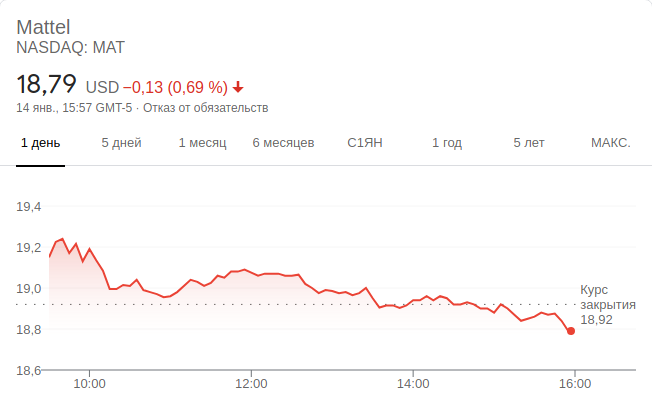 Mattel
NASDAQ: MAT
18,79 USD −0,13 (0,69 %)
14 янв., 15:57 GMT-5 · Отказ от обязательств
1 день 5 дней 1 месяц 6 месяцев С1ЯН 1 год 5 лет МАКС.
19,4
19,2
19,0
18,8
18,6
Курс
закрытия
18,92
10:00 12:00 14:00 16:00